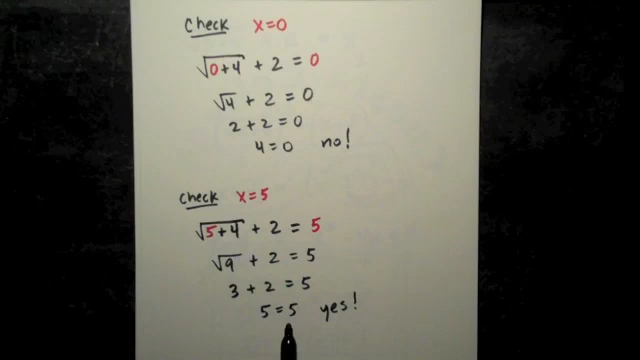 Check x=0
√0+4 + 2 = 0
√4 + 2 = 0
2 + 2 = 0
4 = 0 no!
Check x=5
√5+4 + 2 = 5
√9 + 2 = 5
3 + 2 = 5
5 = 5 yes!